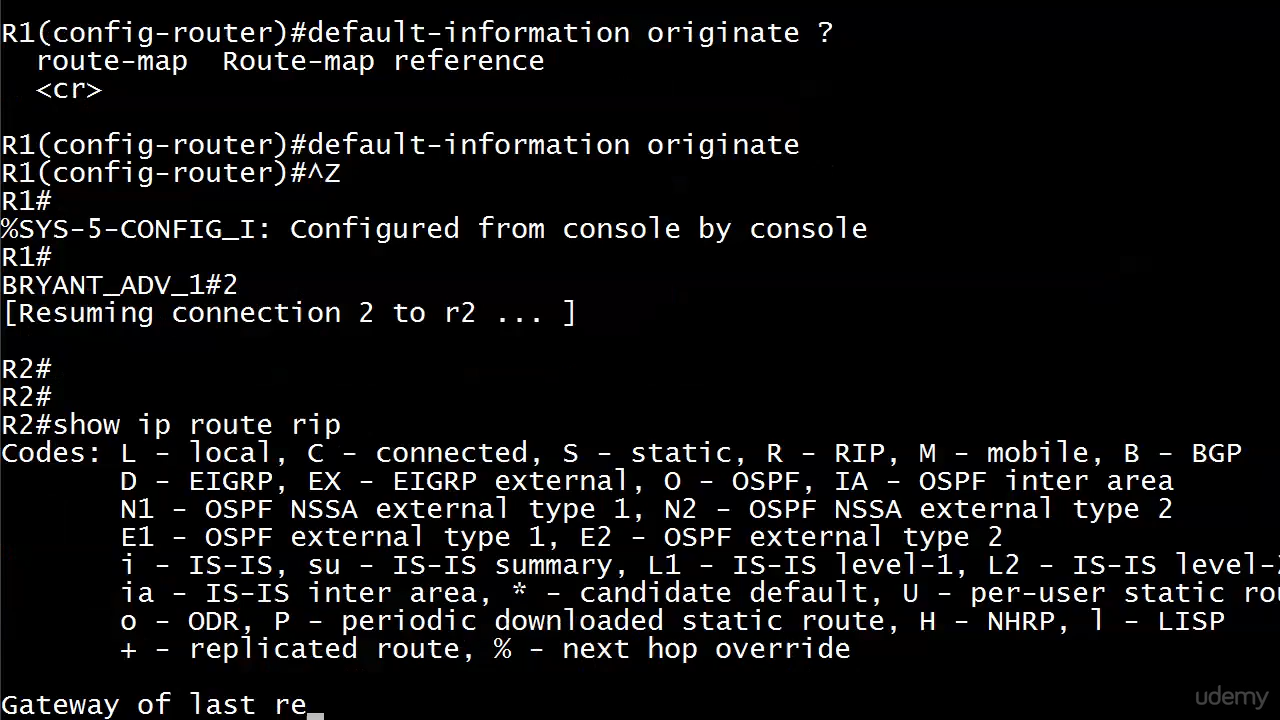 R1(config-router)#default-information originate ?
route-map  Route-map reference
<cr>
R1(config-router)#default-information originate
R1(config-router)#^Z
R1#
%SYS-5-CONFIG_I: Configured from console by console
R1#
BRYANT_ADV_1#2
[Resuming connection 2 to r2 ... ]
R2#
R2#
R2#show ip route rip
Codes: L - local, C - connected, S - static, R - RIP, M - mobile, B - BGP
D - EIGRP, EX - EIGRP external, O - OSPF, IA - OSPF inter area
N1 - OSPF NSSA external type 1, N2 - OSPF NSSA external type 2
E1 - OSPF external type 1, E2 - OSPF external type 2
i - IS-IS, su - IS-IS summary, L1 - IS-IS level-1, L2 - IS-IS level-2
ia - IS-IS inter area, * - candidate default, U - per-user static rou
o - ODR, P - periodic downloaded static route, H - NHRP, l - LISP
+ - replicated route, % - next hop override
Gateway of last re_
udemy